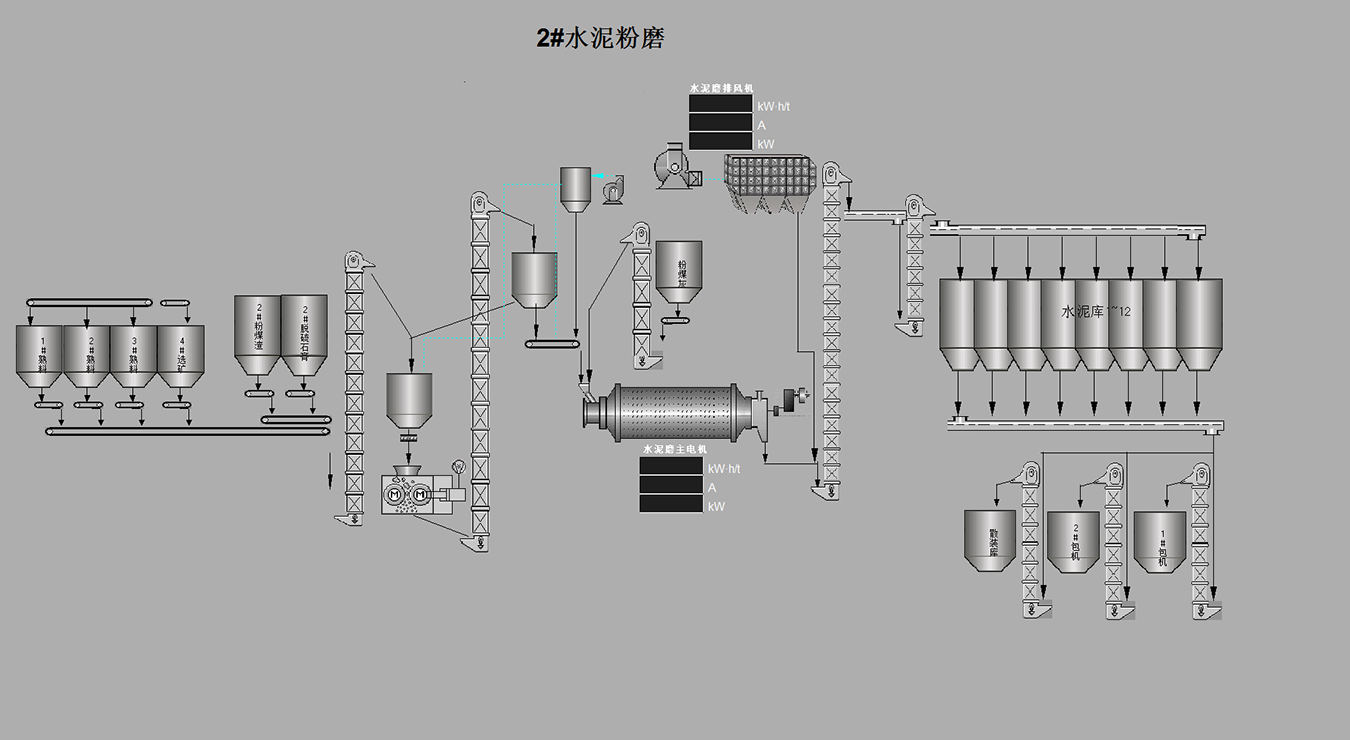 2#水泥粉磨
水泥磨排风机
kW·h/t
A
kW
粉煤灰
2#粉煤渣
2#脱硫石膏
1#熟料
2#熟料
3#熟料
4#选矿
水泥库1~12
M
M
水泥磨主电机
kW·h/t
A
kW
散装库
2#包机
1#包机